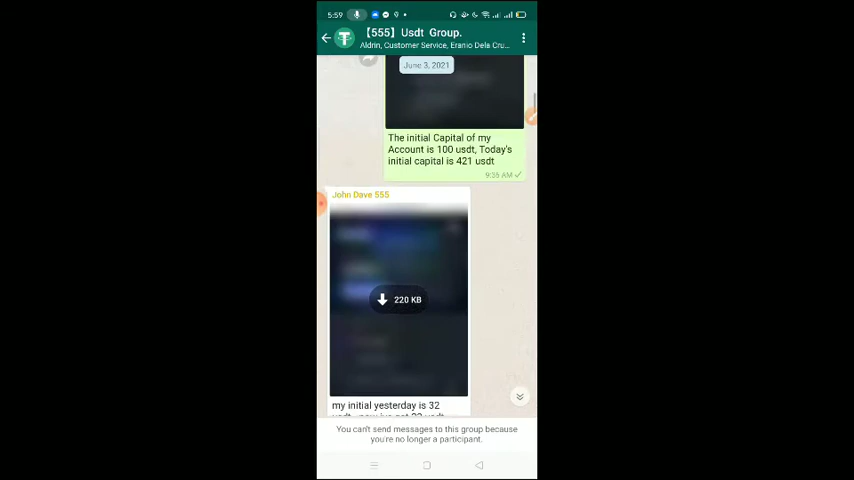 5:59
【555】Usdt Group.
Aldrin, Customer Service, Eranio Dela Cru...
June 3, 2021
The initial Capital of my
Account is 100 usdt, Today's
initial capital is 421 usdt
9:35 AM
John Dave 555
220 KB
my initial yesterday is 32
You can't send messages to this group because
you're no longer a participant.